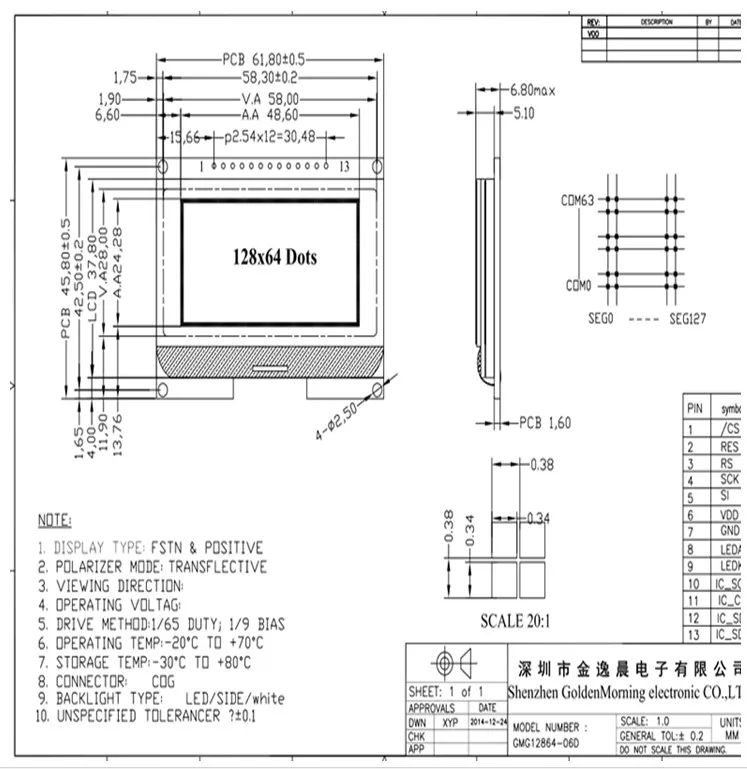 REV: DESCRIPTION BY DATE
V00
PCB 61,80±0.5
1,75 58,30±0.2
1,90 V.A 58,00
6,60 A.A 48,60
15,66 p2.54x12=30,48
1 13
6.80max
5.10
PCB 45,80±0.5
42,50±0.2
LCD 37,80
V.A28,00
A.A24,28
128x64 Dots
COM63
COM0
SEG0 ---- SEG127
1,65
4,00
11,90
13,76
4-ø2,50
PCB 1,60
0.38
0.34
0.38
0.34
SCALE 20:1
PIN symbo
1 /CS
2 RES
3 RS
4 SCK
5 SI
6 VDD
7 GND
8 LEDA
9 LEDK
10 IC_SC
11 IC_C
12 IC_SO
13 IC_SC
NOTE:
1. DISPLAY TYPE: FSTN & POSITIVE
2. POLARIZER MODE: TRANSFLECTIVE
3. VIEWING DIRECTION:
4. OPERATING VOLTAG:
5. DRIVE METHOD:1/65 DUTY; 1/9 BIAS
6. OPERATING TEMP:-20°C TO +70°C
7. STORAGE TEMP:-30°C TO +80°C
8. CONNECTOR: COG
9. BACKLIGHT TYPE: LED/SIDE/white
10. UNSPECIFIED TOLERANCER ?±0.1
深圳市金逸晨电子有限公司
Shenzhen GoldenMorning electronic CO.,LT
SHEET: 1 of 1
APPROVALS DATE
DWN XYP 2014-12-24
CHK
APP
MODEL NUMBER :
GMG12864-06D
SCALE: 1.0 UNITS
GENERAL TOL:± 0.2 MM
DO NOT SCALE THIS DRAWING.